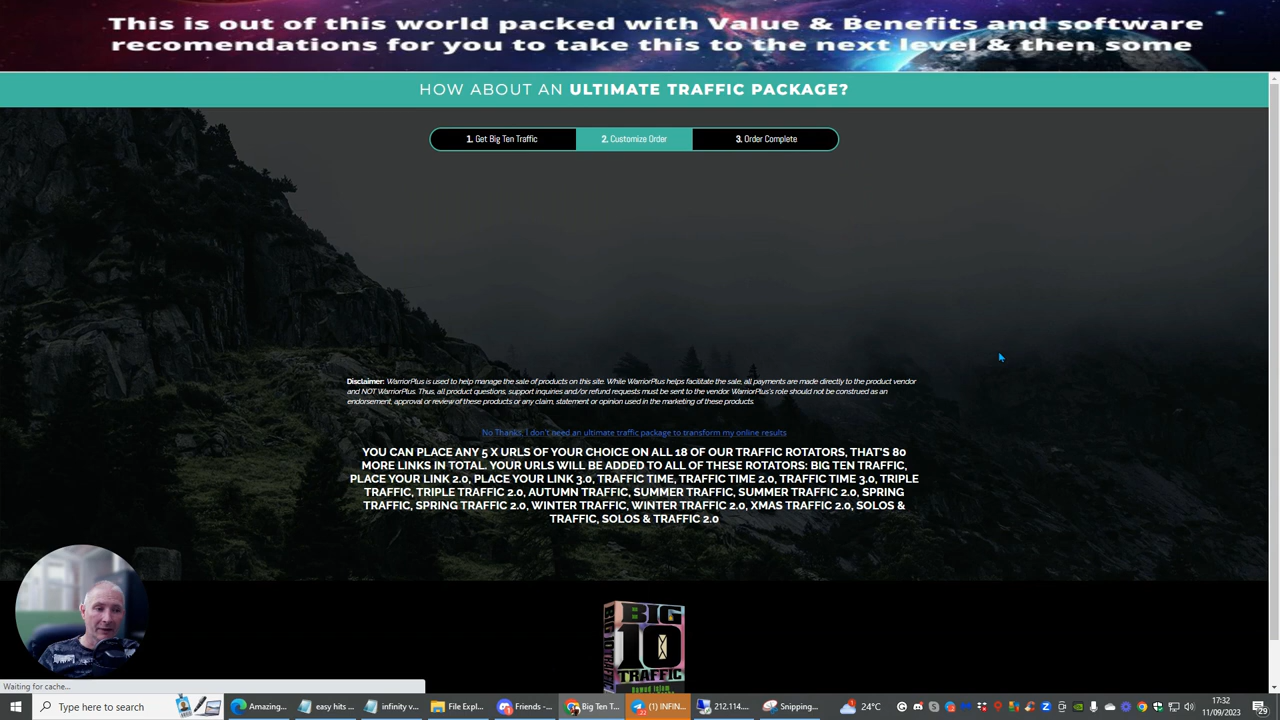 This is out of this world packed with Value & Benefits and software
recomendations for you to take this to the next level & then some
HOW ABOUT AN ULTIMATE TRAFFIC PACKAGE?
1. Get Big Ten Traffic
2. Customize Order
3. Order Complete
Disclaimer: WarriorPlus is used to help manage the sale of products on this site. While WarriorPlus helps facilitate the sale, all payments are made directly to the product vendor
and NOT WarriorPlus. Thus, all product questions, support inquiries and/or refund requests must be sent to the vendor. WarriorPlus's role should not be construed as an
endorsement, approval or review of these products or any claim, statement or opinion used in the marketing of these products.
No Thanks, I don't need an ultimate traffic package to transform my online results
YOU CAN PLACE ANY 5 X URLS OF YOUR CHOICE ON ALL 18 OF OUR TRAFFIC ROTATORS, THAT'S 80
MORE LINKS IN TOTAL. YOUR URLS WILL BE ADDED TO ALL OF THESE ROTATORS: BIG TEN TRAFFIC,
PLACE YOUR LINK 2.0, PLACE YOUR LINK 3.0, TRAFFIC TIME, TRAFFIC TIME 2.0, TRAFFIC TIME 3.0, TRIPLE
TRAFFIC, TRIPLE TRAFFIC 2.0, AUTUMN TRAFFIC, SUMMER TRAFFIC, SUMMER TRAFFIC 2.0, SPRING
TRAFFIC, SPRING TRAFFIC 2.0, WINTER TRAFFIC, WINTER TRAFFIC 2.0, XMAS TRAFFIC 2.0, SOLOS &
TRAFFIC, SOLOS & TRAFFIC 2.0
BIG
10
TRAFFIC
Waiting for cache...
Type here to search
Amazing...
easy hits ...
infinity v...
File Expl...
Friends -...
Big Ten T...
(1) INFIN...
212.114....
Snipping...
24°C
17:32
11/09/2023